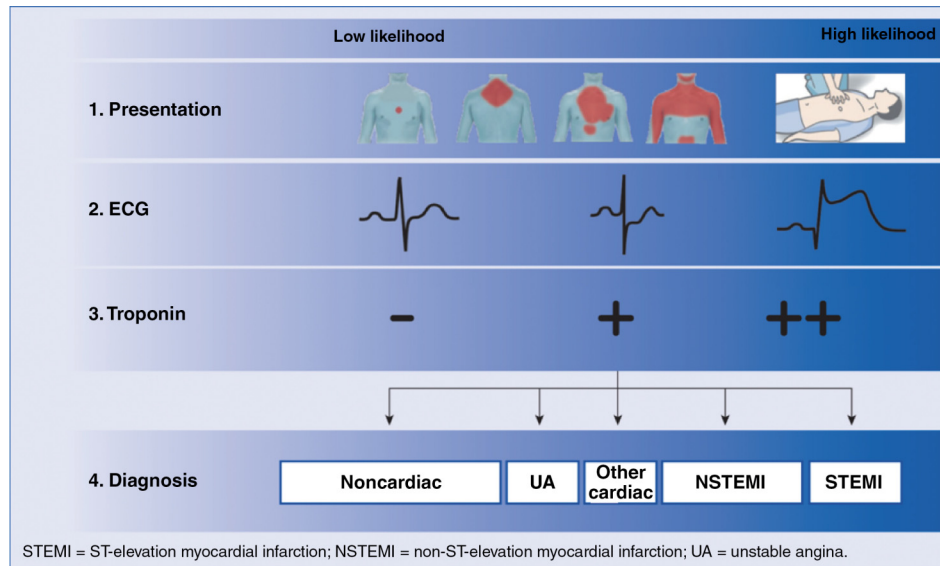 Low likelihood
High likelihood
1. Presentation
2. ECG
3. Troponin
4. Diagnosis
Noncardiac
UA
Other
cardiac
NSTEMI
STEMI
STEMI = ST-elevation myocardial infarction; NSTEMI = non-ST-elevation myocardial infarction; UA = unstable angina.